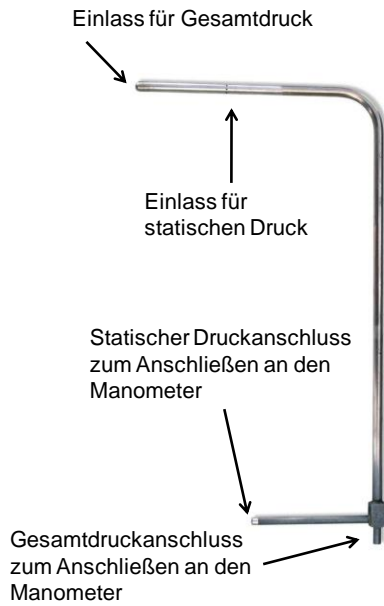 Einlass für Gesamtdruck
Einlass für
statischen Druck
Statischer Druckanschluss
zum Anschließen an den
Manometer
Gesamtdruckanschluss
zum Anschließen an den
Manometer